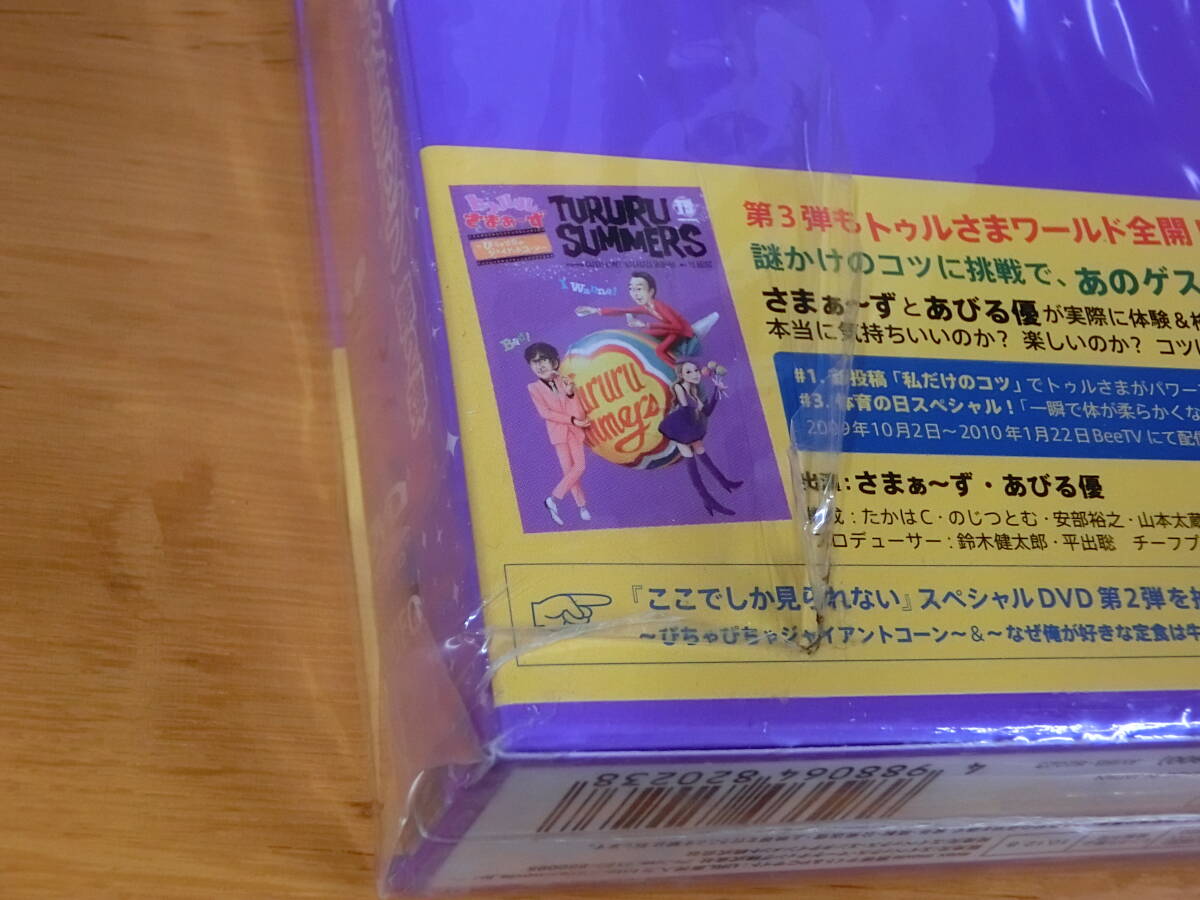 トゥルル
さまぁ〜ず
TURURU
SUMMERS
I Wanna!
Baa!
第3弾もトゥルさまワールド全開
謎かけのコツに挑戦で、あのゲス
さまぁ〜ずとあびる優が実際に体験&
本当に気持ちいいのか? 楽しいのか? コツ
#1. 新投稿「私だけのコツ」でトゥルさまがパワー
#3. 体育の日スペシャル!「一瞬で体が柔らかくな
2009年10月2日〜2010年1月22日BeeTVにて配信
出演:さまぁ〜ず・あびる優
構成:たかはC・のじつとむ・安部裕之・山本太蔵
プロデューサー:鈴木健太郎・平出聡 チーフプ
『ここでしか見られない』スペシャルDVD 第2弾を
〜びちゃびちゃジャイアントコーン〜&〜なぜ俺が好きな定食は
4 988064 820238